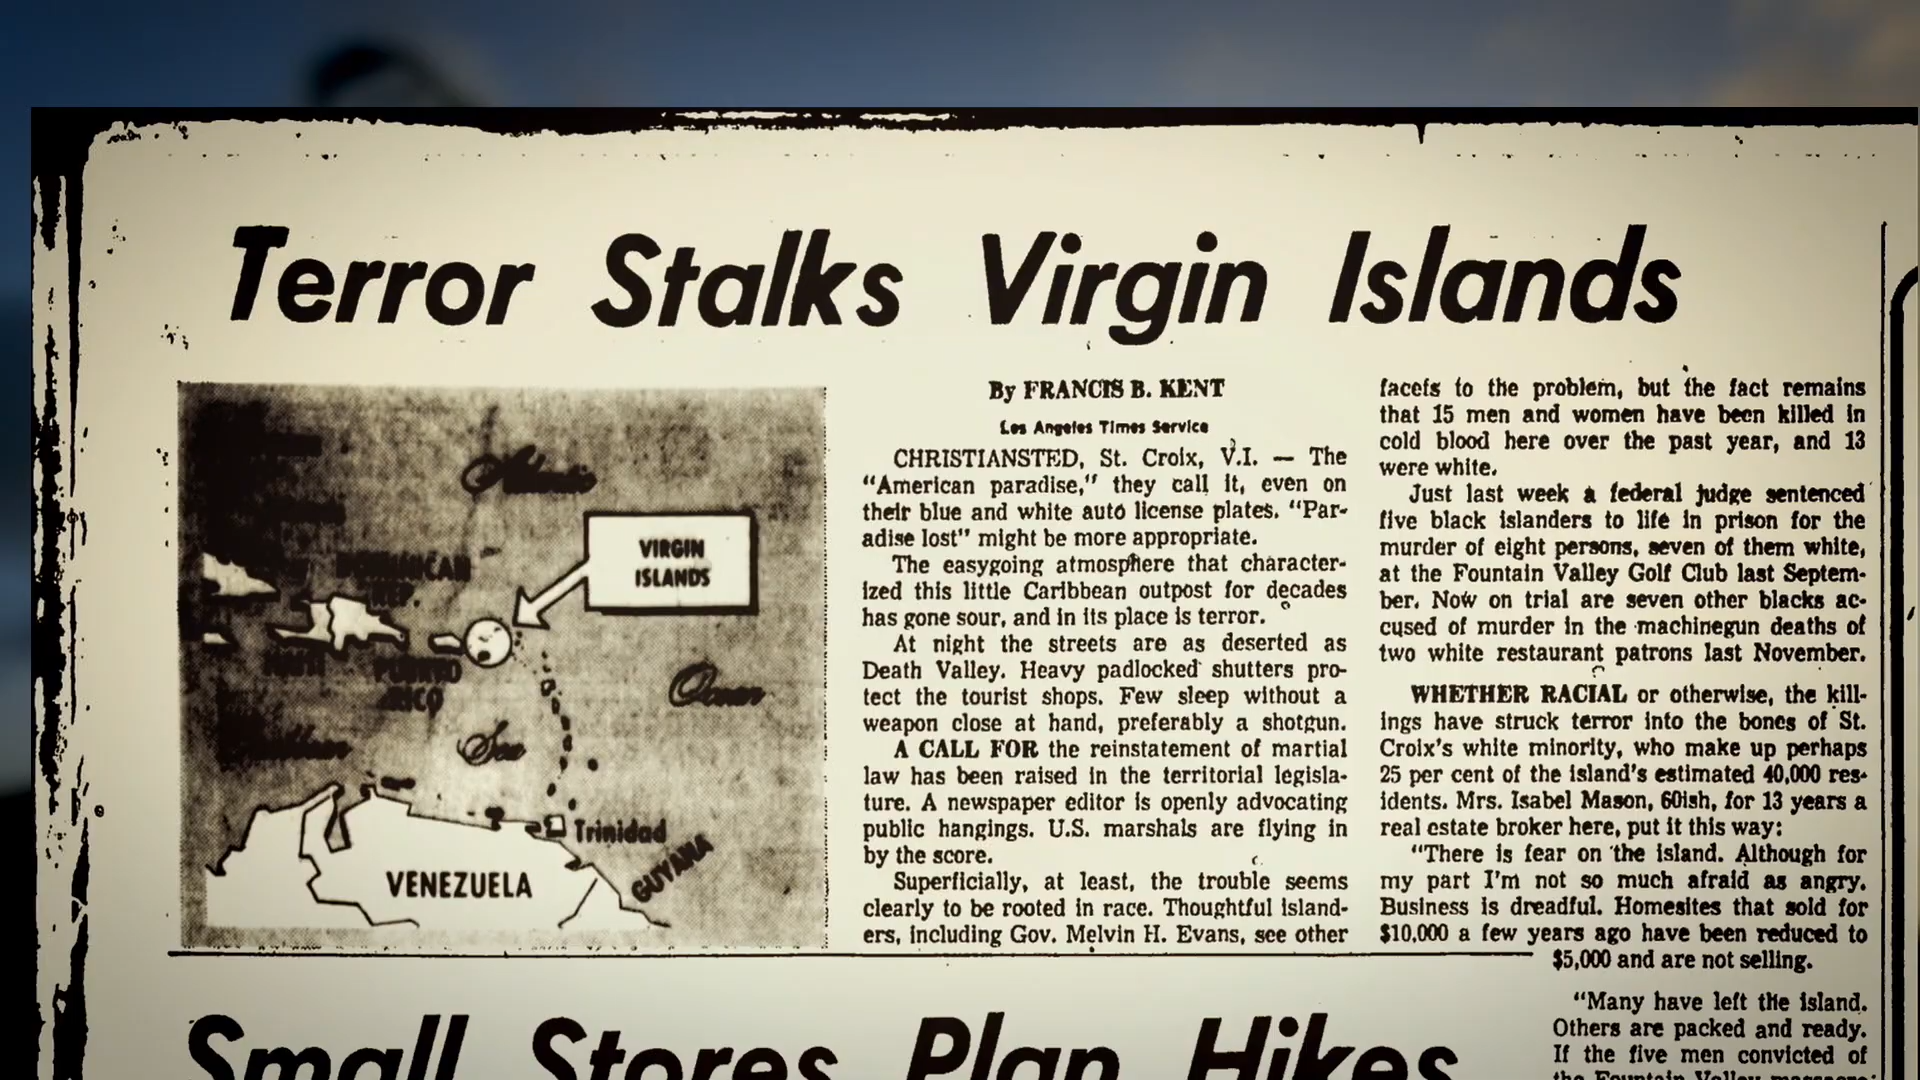 Terror Stalks Virgin Islands
Atlantic
VIRGIN
ISLANDS
DOMINICAN
REP.
HAITI
PUERTO
RICO
Ocean
Sea
Trinidad
GUYANA
VENEZUELA
By FRANCIS B. KENT
Los Angeles Times Service
CHRISTIANSTED, St. Croix, V.I. — The
“American paradise,” they call it, even on
their blue and white auto license plates. “Par-
adise lost” might be more appropriate.
The easygoing atmosphere that character-
ized this little Caribbean outpost for decades
has gone sour, and in its place is terror.
At night the streets are as deserted as
Death Valley. Heavy padlocked shutters pro-
tect the tourist shops. Few sleep without a
weapon close at hand, preferably a shotgun.
A CALL FOR the reinstatement of martial
law has been raised in the territorial legisla-
ture. A newspaper editor is openly advocating
public hangings. U.S. marshals are flying in
by the score.
Superficially, at least, the trouble seems
clearly to be rooted in race. Thoughtful island-
ers, including Gov. Melvin H. Evans, see other
facets to the problem, but the fact remains
that 15 men and women have been killed in
cold blood here over the past year, and 13
were white.
Just last week a federal judge sentenced
five black islanders to life in prison for the
murder of eight persons, seven of them white,
at the Fountain Valley Golf Club last Septem-
ber. Now on trial are seven other blacks ac-
cused of murder in the machinegun deaths of
two white restaurant patrons last November.
WHETHER RACIAL or otherwise, the kill-
ings have struck terror into the bones of St.
Croix's white minority, who make up perhaps
25 per cent of the island's estimated 40,000 res-
idents. Mrs. Isabel Mason, 60ish, for 13 years a
real estate broker here, put it this way:
“There is fear on the island. Although for
my part I'm not so much afraid as angry.
Business is dreadful. Homesites that sold for
$10,000 a few years ago have been reduced to
$5,000 and are not selling.
“Many have left the island.
Others are packed and ready.
If the five men convicted of
the Fountain Valley massacre
Small Stores Plan Hikes